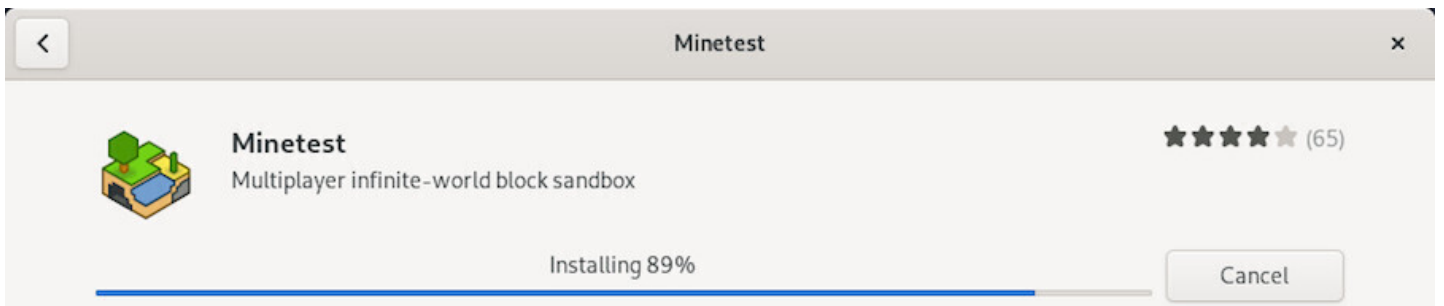 Minetest
Minetest
(65)
Multiplayer infinite-world block sandbox
Installing 89%
Cancel